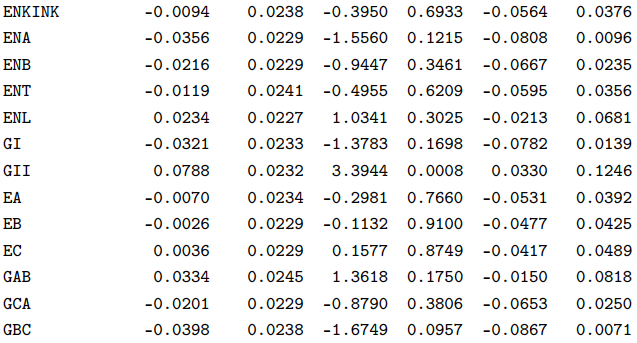 ENKINK -0.0094 0.0238 -0.3950 0.6933 -0.0564 0.0376
ENA -0.0356 0.0229 -1.5560 0.1215 -0.0808 0.0096
ENB -0.0216 0.0229 -0.9447 0.3461 -0.0667 0.0235
ENT -0.0119 0.0241 -0.4955 0.6209 -0.0595 0.0356
ENL 0.0234 0.0227 1.0341 0.3025 -0.0213 0.0681
GI -0.0321 0.0233 -1.3783 0.1698 -0.0782 0.0139
GII 0.0788 0.0232 3.3944 0.0008 0.0330 0.1246
EA -0.0070 0.0234 -0.2981 0.7660 -0.0531 0.0392
EB -0.0026 0.0229 -0.1132 0.9100 -0.0477 0.0425
EC 0.0036 0.0229 0.1577 0.8749 -0.0417 0.0489
GAB 0.0334 0.0245 1.3618 0.1750 -0.0150 0.0818
GCA -0.0201 0.0229 -0.8790 0.3806 -0.0653 0.0250
GBC -0.0398 0.0238 -1.6749 0.0957 -0.0867 0.0071